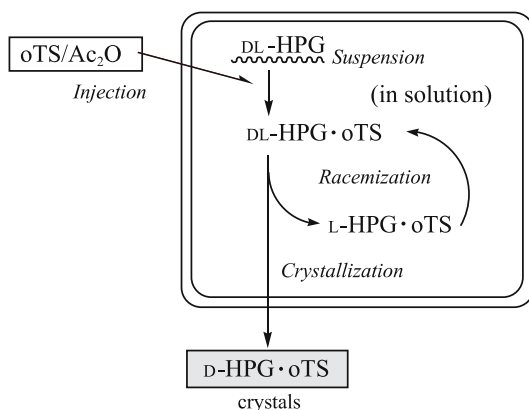 oTS/Ac₂O
Injection
DL-HPG
Suspension
(in solution)
DL-HPG・oTS
Racemization
L-HPG・oTS
Crystallization
D-HPG・oTS
crystals